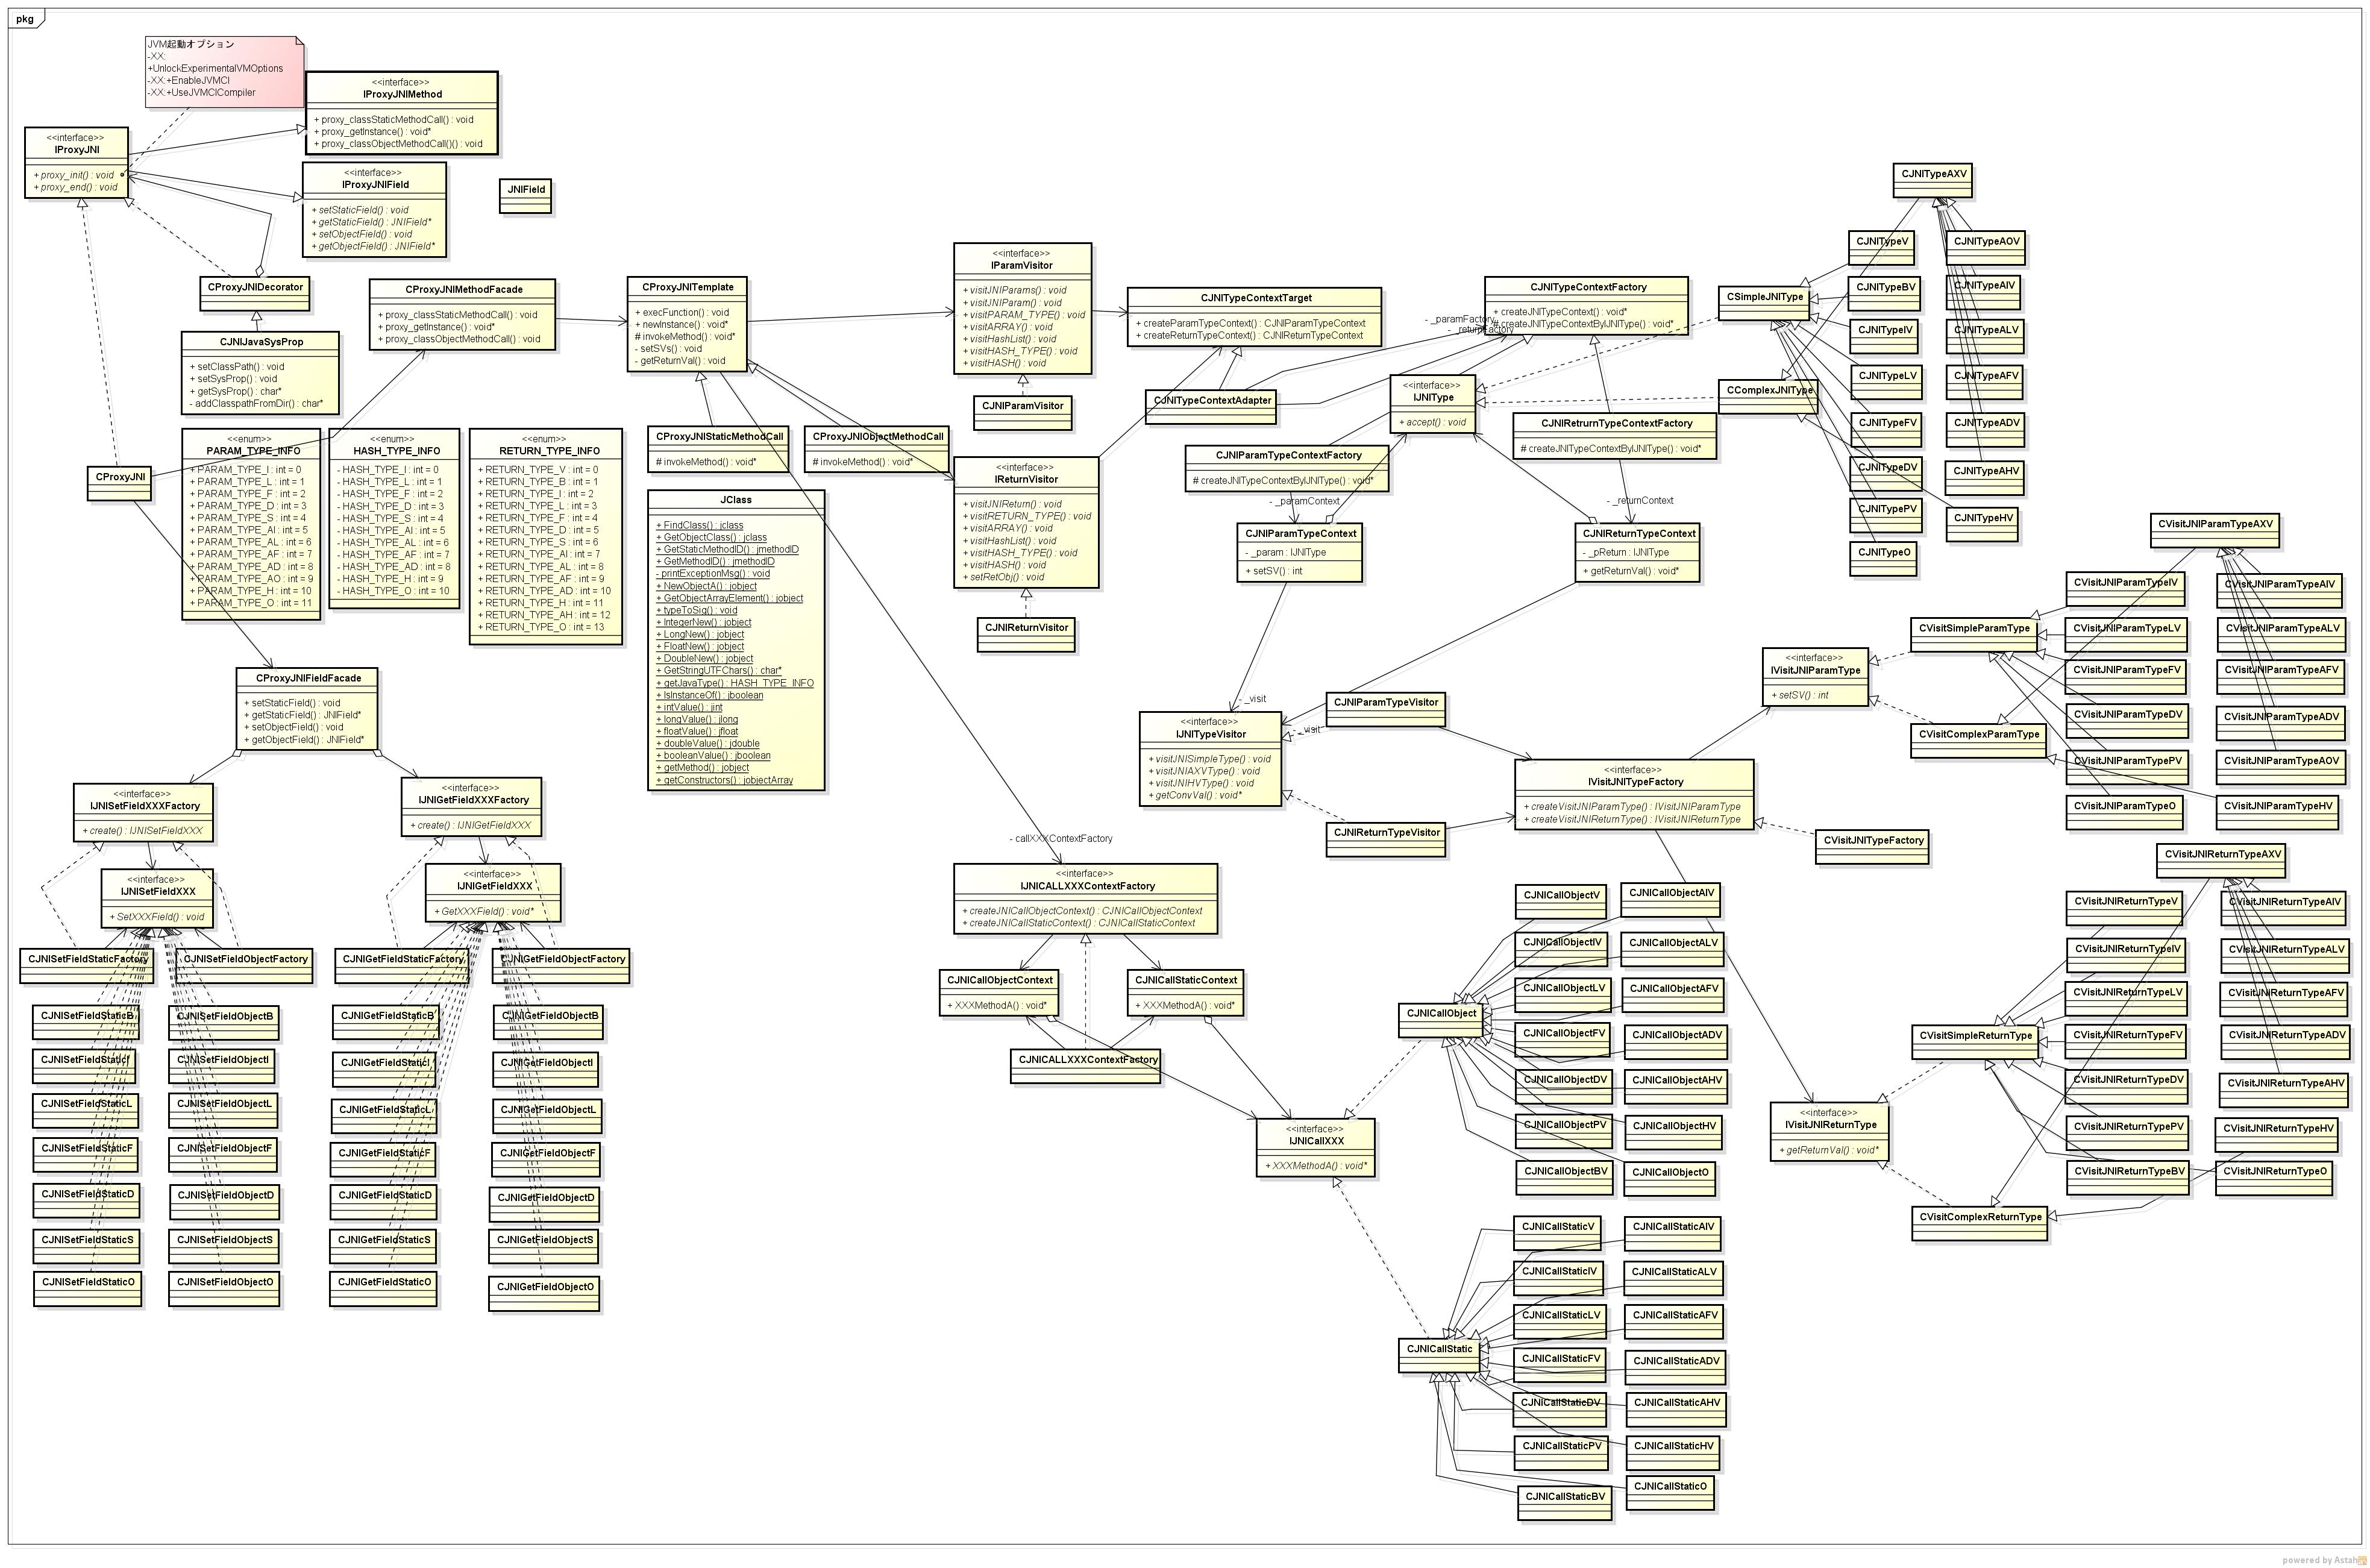 pkg
JVM起動オプション
-XX:
+UnlockExperimentalVMOptions
-XX:+EnableJVMCI
-XX:+UseJVMCICompiler
<<interface>>
IProxyJNIMethod
+ proxy_classStaticMethodCall() : void
+ proxy_getInstance() : void*
+ proxy_classObjectMethodCall()() : void
<<interface>>
IProxyJNI
+ proxy_init() : void
+ proxy_end() : void
<<interface>>
IProxyJNIField
+ setStaticField() : void
+ getStaticField() : JNIField*
+ setObjectField() : void
+ getObjectField() : JNIField*
JNIField
CProxyJNIDecorator
CJNIJavaSysProp
+ setClassPath() : void
+ setSysProp() : void
+ getSysProp() : char*
- addClasspathFromDir() : char*
CProxyJNIMethodFacade
+ proxy_classStaticMethodCall() : void
+ proxy_getInstance() : void*
+ proxy_classObjectMethodCall() : void
CProxyJNITemplate
+ execFunction() : void
+ newInstance() : void*
# invokeMethod() : void*
- setSVs() : void
- getReturnVal() : void
CProxyJNIStaticMethodCall
# invokeMethod() : void*
CProxyJNIObjectMethodCall
# invokeMethod() : void*
CProxyJNI
<<enum>>
PARAM_TYPE_INFO
+ PARAM_TYPE_I : int = 0
+ PARAM_TYPE_L : int = 1
+ PARAM_TYPE_F : int = 2
+ PARAM_TYPE_D : int = 3
+ PARAM_TYPE_S : int = 4
+ PARAM_TYPE_AI : int = 5
+ PARAM_TYPE_AL : int = 6
+ PARAM_TYPE_AF : int = 7
+ PARAM_TYPE_AD : int = 8
+ PARAM_TYPE_AO : int = 9
+ PARAM_TYPE_H : int = 10
+ PARAM_TYPE_O : int = 11
<<enum>>
HASH_TYPE_INFO
- HASH_TYPE_I : int = 0
- HASH_TYPE_L : int = 1
- HASH_TYPE_F : int = 2
- HASH_TYPE_D : int = 3
- HASH_TYPE_S : int = 4
- HASH_TYPE_AI : int = 5
- HASH_TYPE_AL : int = 6
- HASH_TYPE_AF : int = 7
- HASH_TYPE_AD : int = 8
- HASH_TYPE_H : int = 9
- HASH_TYPE_O : int = 10
<<enum>>
RETURN_TYPE_INFO
+ RETURN_TYPE_V : int = 0
+ RETURN_TYPE_B : int = 1
+ RETURN_TYPE_I : int = 2
+ RETURN_TYPE_L : int = 3
+ RETURN_TYPE_F : int = 4
+ RETURN_TYPE_D : int = 5
+ RETURN_TYPE_S : int = 6
+ RETURN_TYPE_AI : int = 7
+ RETURN_TYPE_AL : int = 8
+ RETURN_TYPE_AF : int = 9
+ RETURN_TYPE_AD : int = 10
+ RETURN_TYPE_H : int = 11
+ RETURN_TYPE_AH : int = 12
+ RETURN_TYPE_O : int = 13
JClass
+ FindClass() : jclass
+ GetObjectClass() : jclass
+ GetStaticMethodID() : jmethodID
+ GetMethodID() : jmethodID
- printExceptionMsg() : void
+ NewObjectA() : jobject
+ GetObjectArrayElement() : jobject
+ typeToSig() : void
+ IntegerNew() : jobject
+ LongNew() : jobject
+ FloatNew() : jobject
+ DoubleNew() : jobject
+ GetStringUTFChars() : char*
+ getJavaType() : HASH_TYPE_INFO
+ IsInstanceOf() : jboolean
+ intValue() : jint
+ longValue() : jlong
+ floatValue() : jfloat
+ doubleValue() : jdouble
+ booleanValue() : jboolean
+ getMethod() : jobject
+ getConstructors() : jobjectArray
<<interface>>
IParamVisitor
+ visitJNIParams() : void
+ visitJNIParam() : void
+ visitPARAM_TYPE() : void
+ visitARRAY() : void
+ visitHashList() : void
+ visitHASH_TYPE() : void
+ visitHASH() : void
CJNIParamVisitor
<<interface>>
IReturnVisitor
+ visitJNIReturn() : void
+ visitRETURN_TYPE() : void
+ visitARRAY() : void
+ visitHashList() : void
+ visitHASH_TYPE() : void
+ visitHASH() : void
+ setRetObj() : void
CJNIReturnVisitor
CJNITypeContextTarget
+ createParamTypeContext() : CJNIParamTypeContext
+ createReturnTypeContext() : CJNIReturnTypeContext
CJNITypeContextAdapter
- _paramFactory
- _returnFactory
CJNITypeContextFactory
+ createJNITypeContext() : void*
# createJNITypeContextByIJNIType() : void*
<<interface>>
IJNIType
+ accept() : void
CJNIRetrurnTypeContextFactory
# createJNITypeContextByIJNIType() : void*
CJNIParamTypeContextFactory
# createJNITypeContextByIJNIType() : void*
- _paramContext
- _returnContext
CJNIParamTypeContext
- _param : IJNIType
+ setSV() : int
CJNIReturnTypeContext
- _pReturn : IJNIType
+ getReturnVal() : void*
CSimpleJNIType
CComplexJNIType
CJNITypeAXV
CJNITypeV
CJNITypeAOV
CJNITypeBV
CJNITypeAIV
CJNITypeIV
CJNITypeALV
CJNITypeLV
CJNITypeAFV
CJNITypeFV
CJNITypeADV
CJNITypeDV
CJNITypeAHV
CJNITypePV
CJNITypeHV
CJNITypeO
- _visit
- _visit
<<interface>>
IJNITypeVisitor
+ visitJNISimpleType() : void
+ visitJNIAXVType() : void
+ visitJNIHVType() : void
+ getConvVal() : void*
CJNIParamTypeVisitor
CJNIReturnTypeVisitor
<<interface>>
IVisitJNITypeFactory
+ createVisitJNIParamType() : IVisitJNIParamType
+ createVisitJNIReturnType() : IVisitJNIReturnType
CVisitJNITypeFactory
<<interface>>
IVisitJNIParamType
+ setSV() : int
CVisitSimpleParamType
CVisitComplexParamType
CVisitJNIParamTypeAXV
CVisitJNIParamTypeIV
CVisitJNIParamTypeAIV
CVisitJNIParamTypeLV
CVisitJNIParamTypeALV
CVisitJNIParamTypeFV
CVisitJNIParamTypeAFV
CVisitJNIParamTypeDV
CVisitJNIParamTypeADV
CVisitJNIParamTypePV
CVisitJNIParamTypeAOV
CVisitJNIParamTypeO
CVisitJNIParamTypeHV
CProxyJNIFieldFacade
+ setStaticField() : void
+ getStaticField() : JNIField*
+ setObjectField() : void
+ getObjectField() : JNIField*
<<interface>>
IJNISetFieldXXXFactory
+ create() : IJNISetFieldXXX
<<interface>>
IJNIGetFieldXXXFactory
+ create() : IJNIGetFieldXXX
<<interface>>
IJNISetFieldXXX
+ SetXXXField() : void
<<interface>>
IJNIGetFieldXXX
+ GetXXXField() : void*
CJNISetFieldStaticFactory
CJNISetFieldObjectFactory
CJNIGetFieldStaticFactory
CJNIGetFieldObjectFactory
CJNISetFieldStaticB
CJNISetFieldObjectB
CJNIGetFieldStaticB
CJNIGetFieldObjectB
CJNISetFieldStaticI
CJNISetFieldObjectI
CJNIGetFieldStaticI
CJNIGetFieldObjectI
CJNISetFieldStaticL
CJNISetFieldObjectL
CJNIGetFieldStaticL
CJNIGetFieldObjectL
CJNISetFieldStaticF
CJNISetFieldObjectF
CJNIGetFieldStaticF
CJNIGetFieldObjectF
CJNISetFieldStaticD
CJNISetFieldObjectD
CJNIGetFieldStaticD
CJNIGetFieldObjectD
CJNISetFieldStaticS
CJNISetFieldObjectS
CJNIGetFieldStaticS
CJNIGetFieldObjectS
CJNISetFieldStaticO
CJNISetFieldObjectO
CJNIGetFieldStaticO
CJNIGetFieldObjectO
- callXXXContextFactory
<<interface>>
IJNICALLXXXContextFactory
+ createJNICallObjectContext() : CJNICallObjectContext
+ createJNICallStaticContext() : CJNICallStaticContext
CJNICallObjectContext
+ XXXMethodA() : void*
CJNICallStaticContext
+ XXXMethodA() : void*
CJNICALLXXXContextFactory
<<interface>>
IJNICallXXX
+ XXXMethodA() : void*
CJNICallObject
CJNICallObjectV
CJNICallObjectAIV
CJNICallObjectIV
CJNICallObjectALV
CJNICallObjectLV
CJNICallObjectAFV
CJNICallObjectFV
CJNICallObjectADV
CJNICallObjectDV
CJNICallObjectAHV
CJNICallObjectPV
CJNICallObjectHV
CJNICallObjectBV
CJNICallObjectO
CJNICallStatic
CJNICallStaticV
CJNICallStaticAIV
CJNICallStaticIV
CJNICallStaticALV
CJNICallStaticLV
CJNICallStaticAFV
CJNICallStaticFV
CJNICallStaticADV
CJNICallStaticDV
CJNICallStaticAHV
CJNICallStaticPV
CJNICallStaticHV
CJNICallStaticBV
CJNICallStaticO
<<interface>>
IVisitJNIReturnType
+ getReturnVal() : void*
CVisitSimpleReturnType
CVisitComplexReturnType
CVisitJNIReturnTypeAXV
CVisitJNIReturnTypeV
CVisitJNIReturnTypeAIV
CVisitJNIReturnTypeIV
CVisitJNIReturnTypeALV
CVisitJNIReturnTypeLV
CVisitJNIReturnTypeAFV
CVisitJNIReturnTypeFV
CVisitJNIReturnTypeADV
CVisitJNIReturnTypeDV
CVisitJNIReturnTypeAHV
CVisitJNIReturnTypePV
CVisitJNIReturnTypeHV
CVisitJNIReturnTypeBV
CVisitJNIReturnTypeO
powered by Astah